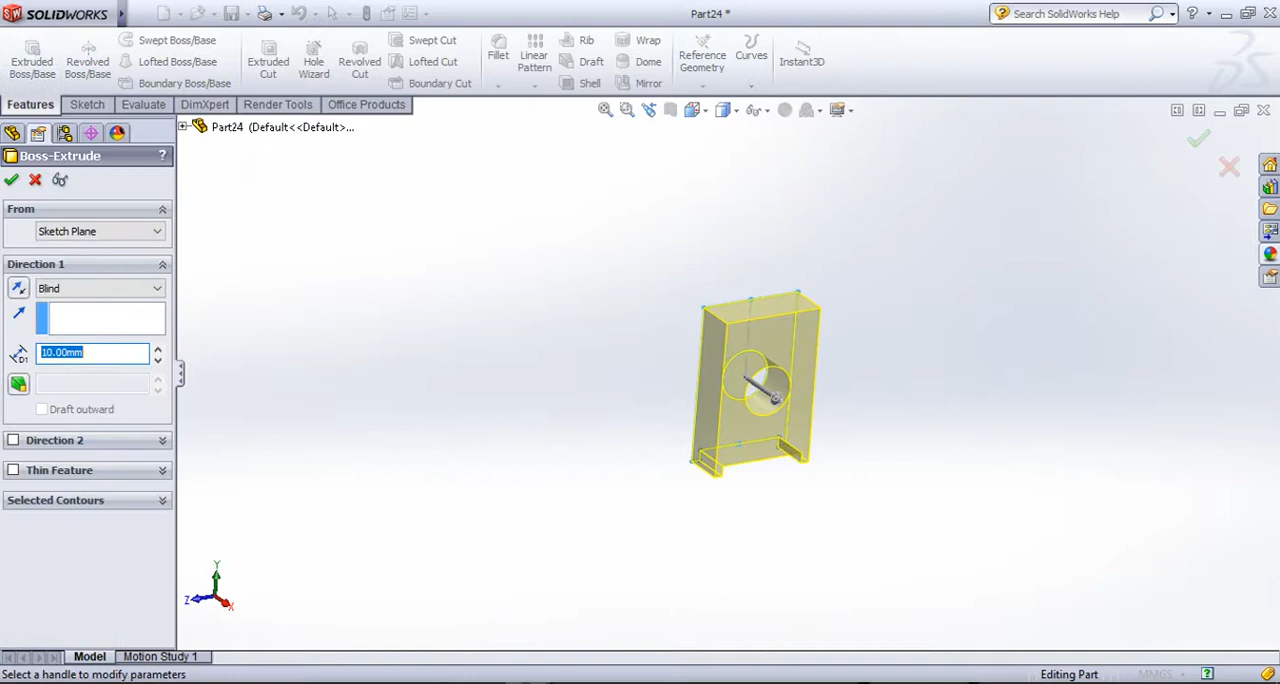 SW SOLIDWORKS
Part24 *
Search SolidWorks Help
Extruded Boss/Base
Revolved Boss/Base
Swept Boss/Base
Lofted Boss/Base
Boundary Boss/Base
Extruded Cut
Hole Wizard
Revolved Cut
Swept Cut
Lofted Cut
Boundary Cut
Fillet
Linear Pattern
Rib
Draft
Shell
Wrap
Dome
Mirror
Reference Geometry
Curves
Instant3D
Features
Sketch
Evaluate
DimXpert
Render Tools
Office Products
Part24 (Default<<Default>...
Boss-Extrude
?
From
Sketch Plane
Direction 1
Blind
D1
10.00mm
Draft outward
Direction 2
Thin Feature
Selected Contours
Y
Z
X
Model
Motion Study 1
Select a handle to modify parameters
Editing Part
MMGS
?